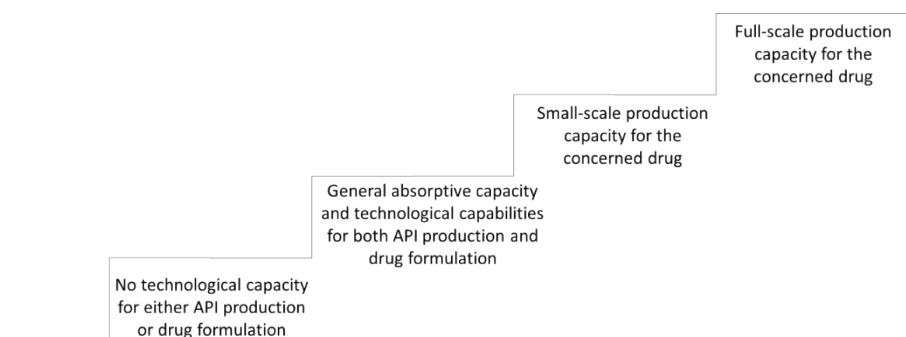 Full-scale production
capacity for the
concerned drug
Small-scale production
capacity for the
concerned drug
General absorptive capacity
and technological capabilities
for both API production and
drug formulation
No technological capacity
for either API production
or drug formulation